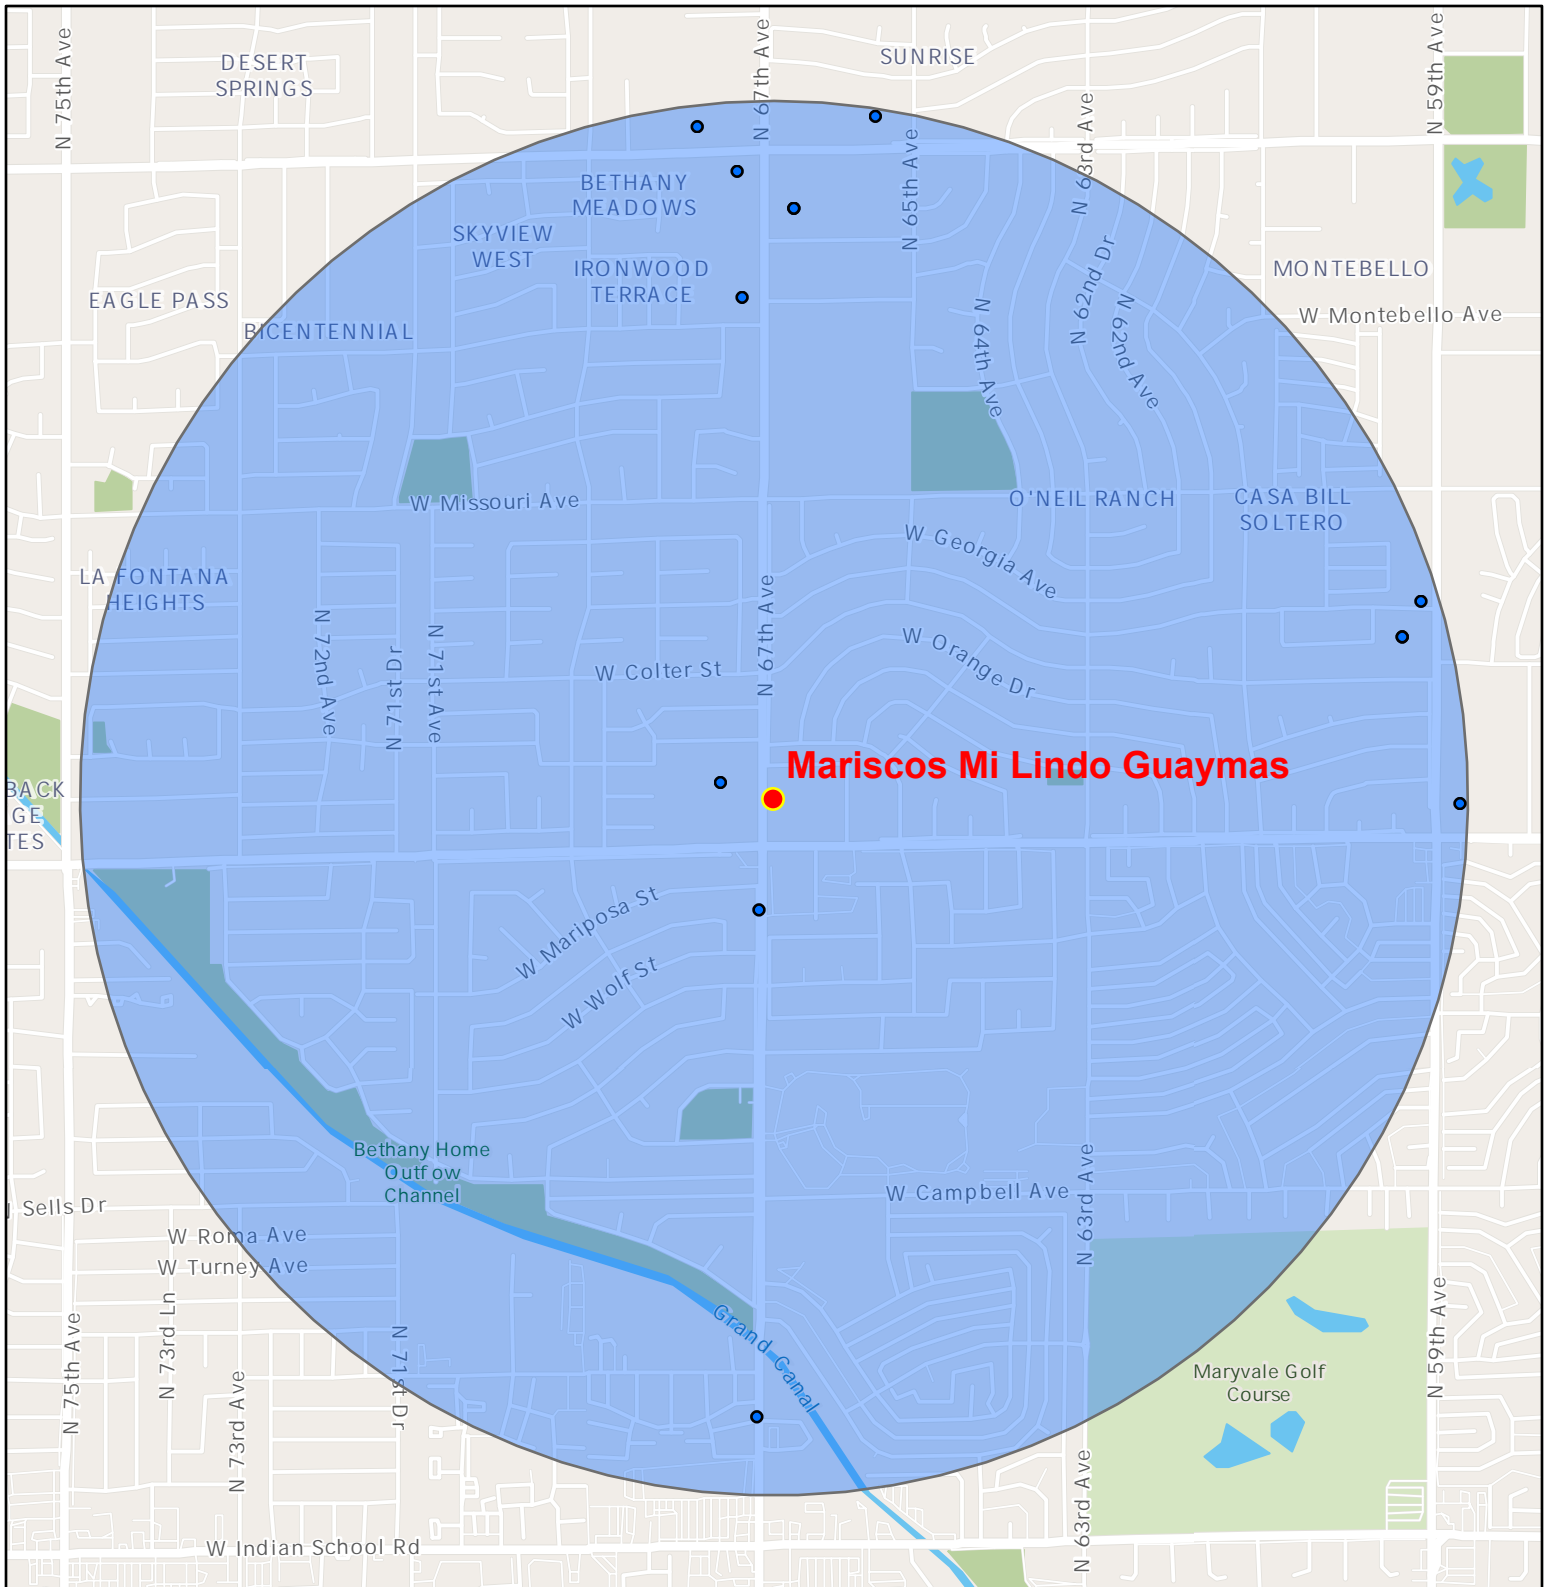 N 75th Ave
DESERT
SPRINGS
N 67th Ave
SUNRISE
N 59th Ave
N 63rd Ave
N 65th Ave
BETHANY
MEADOWS
SKYVIEW
WEST
IRONWOOD
TERRACE
N 62nd Dr
MONTEBELLO
EAGLE PASS
BICENTENNIAL
N 64th Ave
N 62nd Ave
W Montebello Ave
W Missouri Ave
O'NEIL RANCH
CASA BILL
SOLTERO
W Georgia Ave
LA FONTANA
HEIGHTS
N 72nd Ave
N 71st Dr
N 71st Ave
N 67th Ave
W Colter St
W Orange Dr
Mariscos Mi Lindo Guaymas
BACK
GE
TES
W Mariposa St
W Wolf St
Bethany Home
Outf ow
Channel
W Campbell Ave
N 63rd Ave
Sells Dr
W Roma Ave
W Turney Ave
N 75th Ave
N 73rd Ln
N 73rd Ave
N 71st Dr
Grand Canal
Maryvale Golf
Course
N 59th Ave
N 63rd Ave
W Indian School Rd